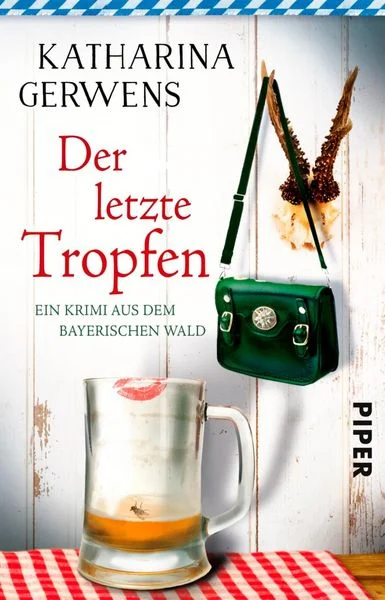 KATHARINA
GERWENS
Der
letzte
Tropfen
EIN KRIMI AUS DEM
BAYERISCHEN WALD
PIPER